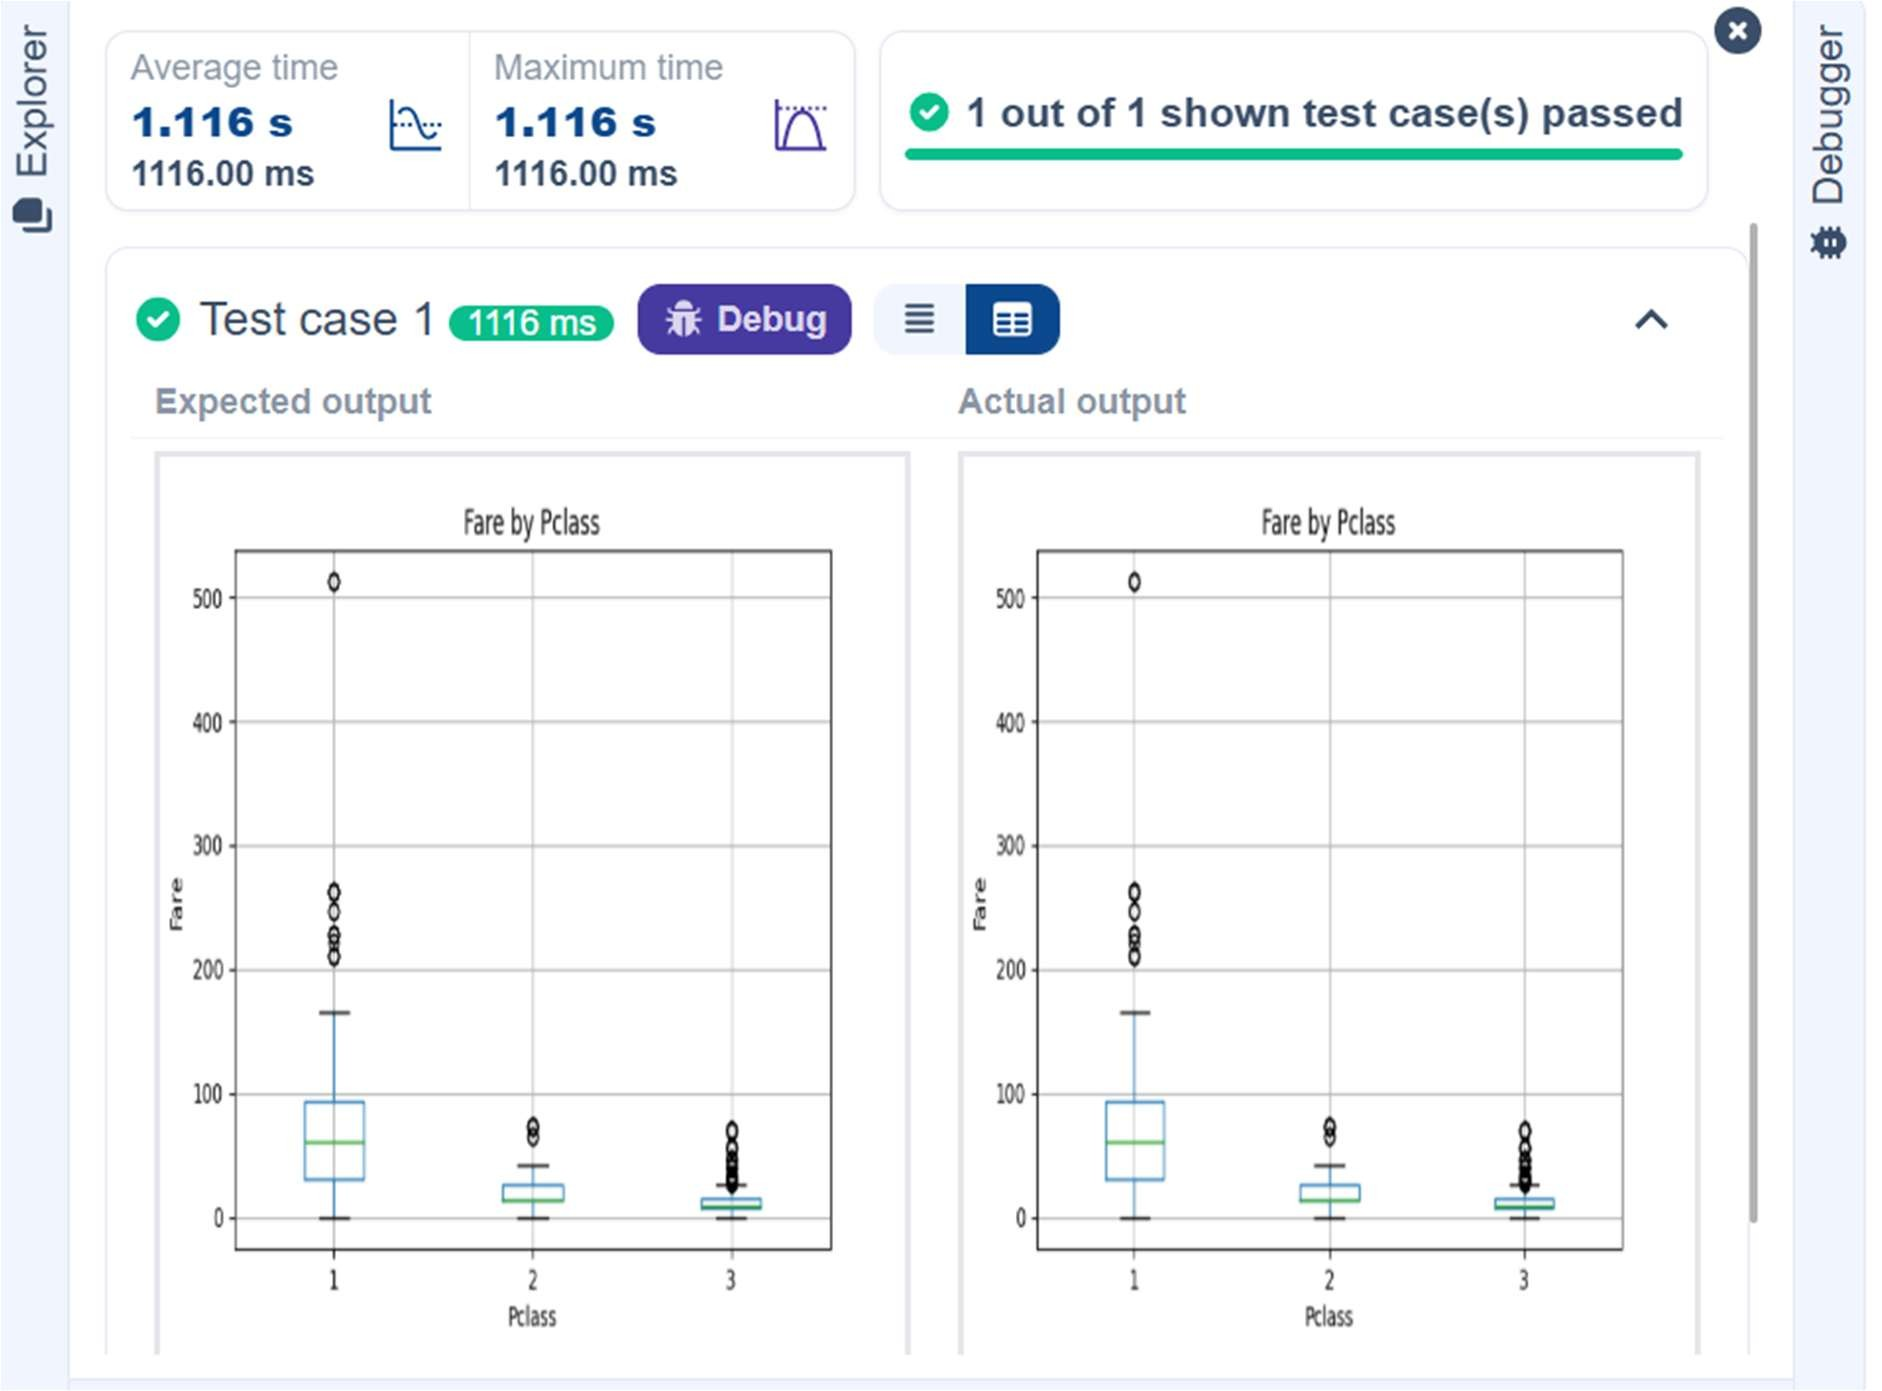 Explorer
Average time
1.116 s
1116.00 ms
Maximum time
1.116 s
1116.00 ms
1 out of 1 shown test case(s) passed
Debugger
Test case 1
1116 ms
Debug
Expected output
Actual output
Fare by Pclass
500
400
300
200
100
0
Fare
1 2 3
Pclass
Fare by Pclass
500
400
300
200
100
0
Fare
1 2 3
Pclass